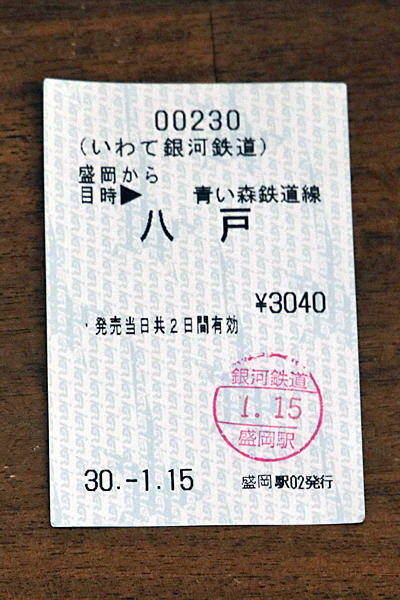 00230
(いわて銀河鉄道)
盛岡から
目時▶ 青い森鉄道線
八戸
¥3040
・発売当日共2日間有効
銀河鉄道
1.15
盛岡駅
30.-1.15 盛岡駅02発行